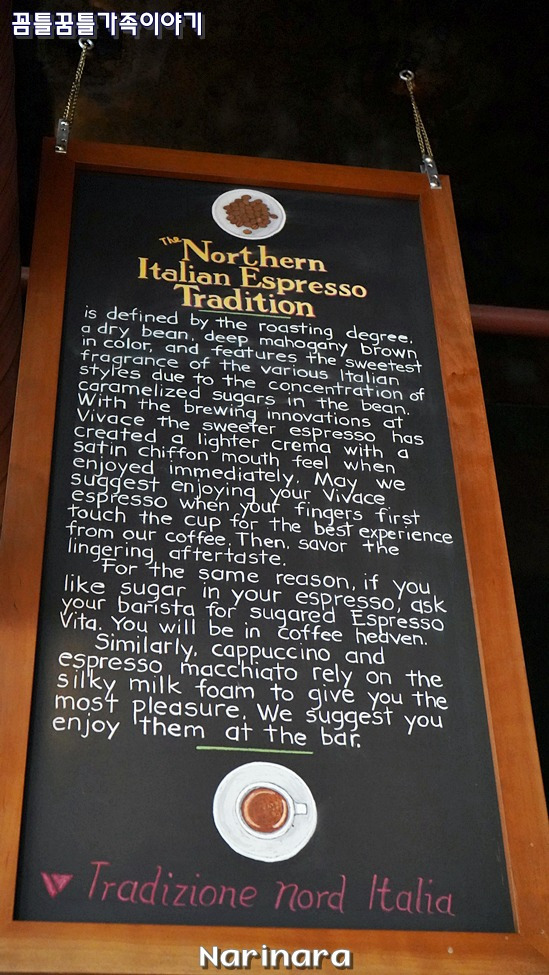 꼼틀꿈틀가족이야기
The Northern
Italian Espresso
Tradition
is defined by the roasting degree,
a dry bean, deep mahogany brown
in color, and features the sweetest
fragrance of the various Italian
styles due to the concentration of
caramelized sugars in the bean.
With the brewing innovations at
Vivace the sweeter espresso has
created a lighter crema with a
satin chiffon mouth feel when
enjoyed immediately. May we
suggest enjoying your Vivace
espresso when your fingers first
touch the cup for the best experience
from our coffee. Then, savor the
lingering aftertaste.
For the same reason, if you
like sugar in your espresso, ask
your barista for sugared Espresso
Vita. You will be in coffee heaven.
Similarly, cappuccino and
espresso macchiato rely on the
silky milk foam to give you the
most pleasure. We suggest you
enjoy them at the bar.
Tradizione nord Italia
Narinara